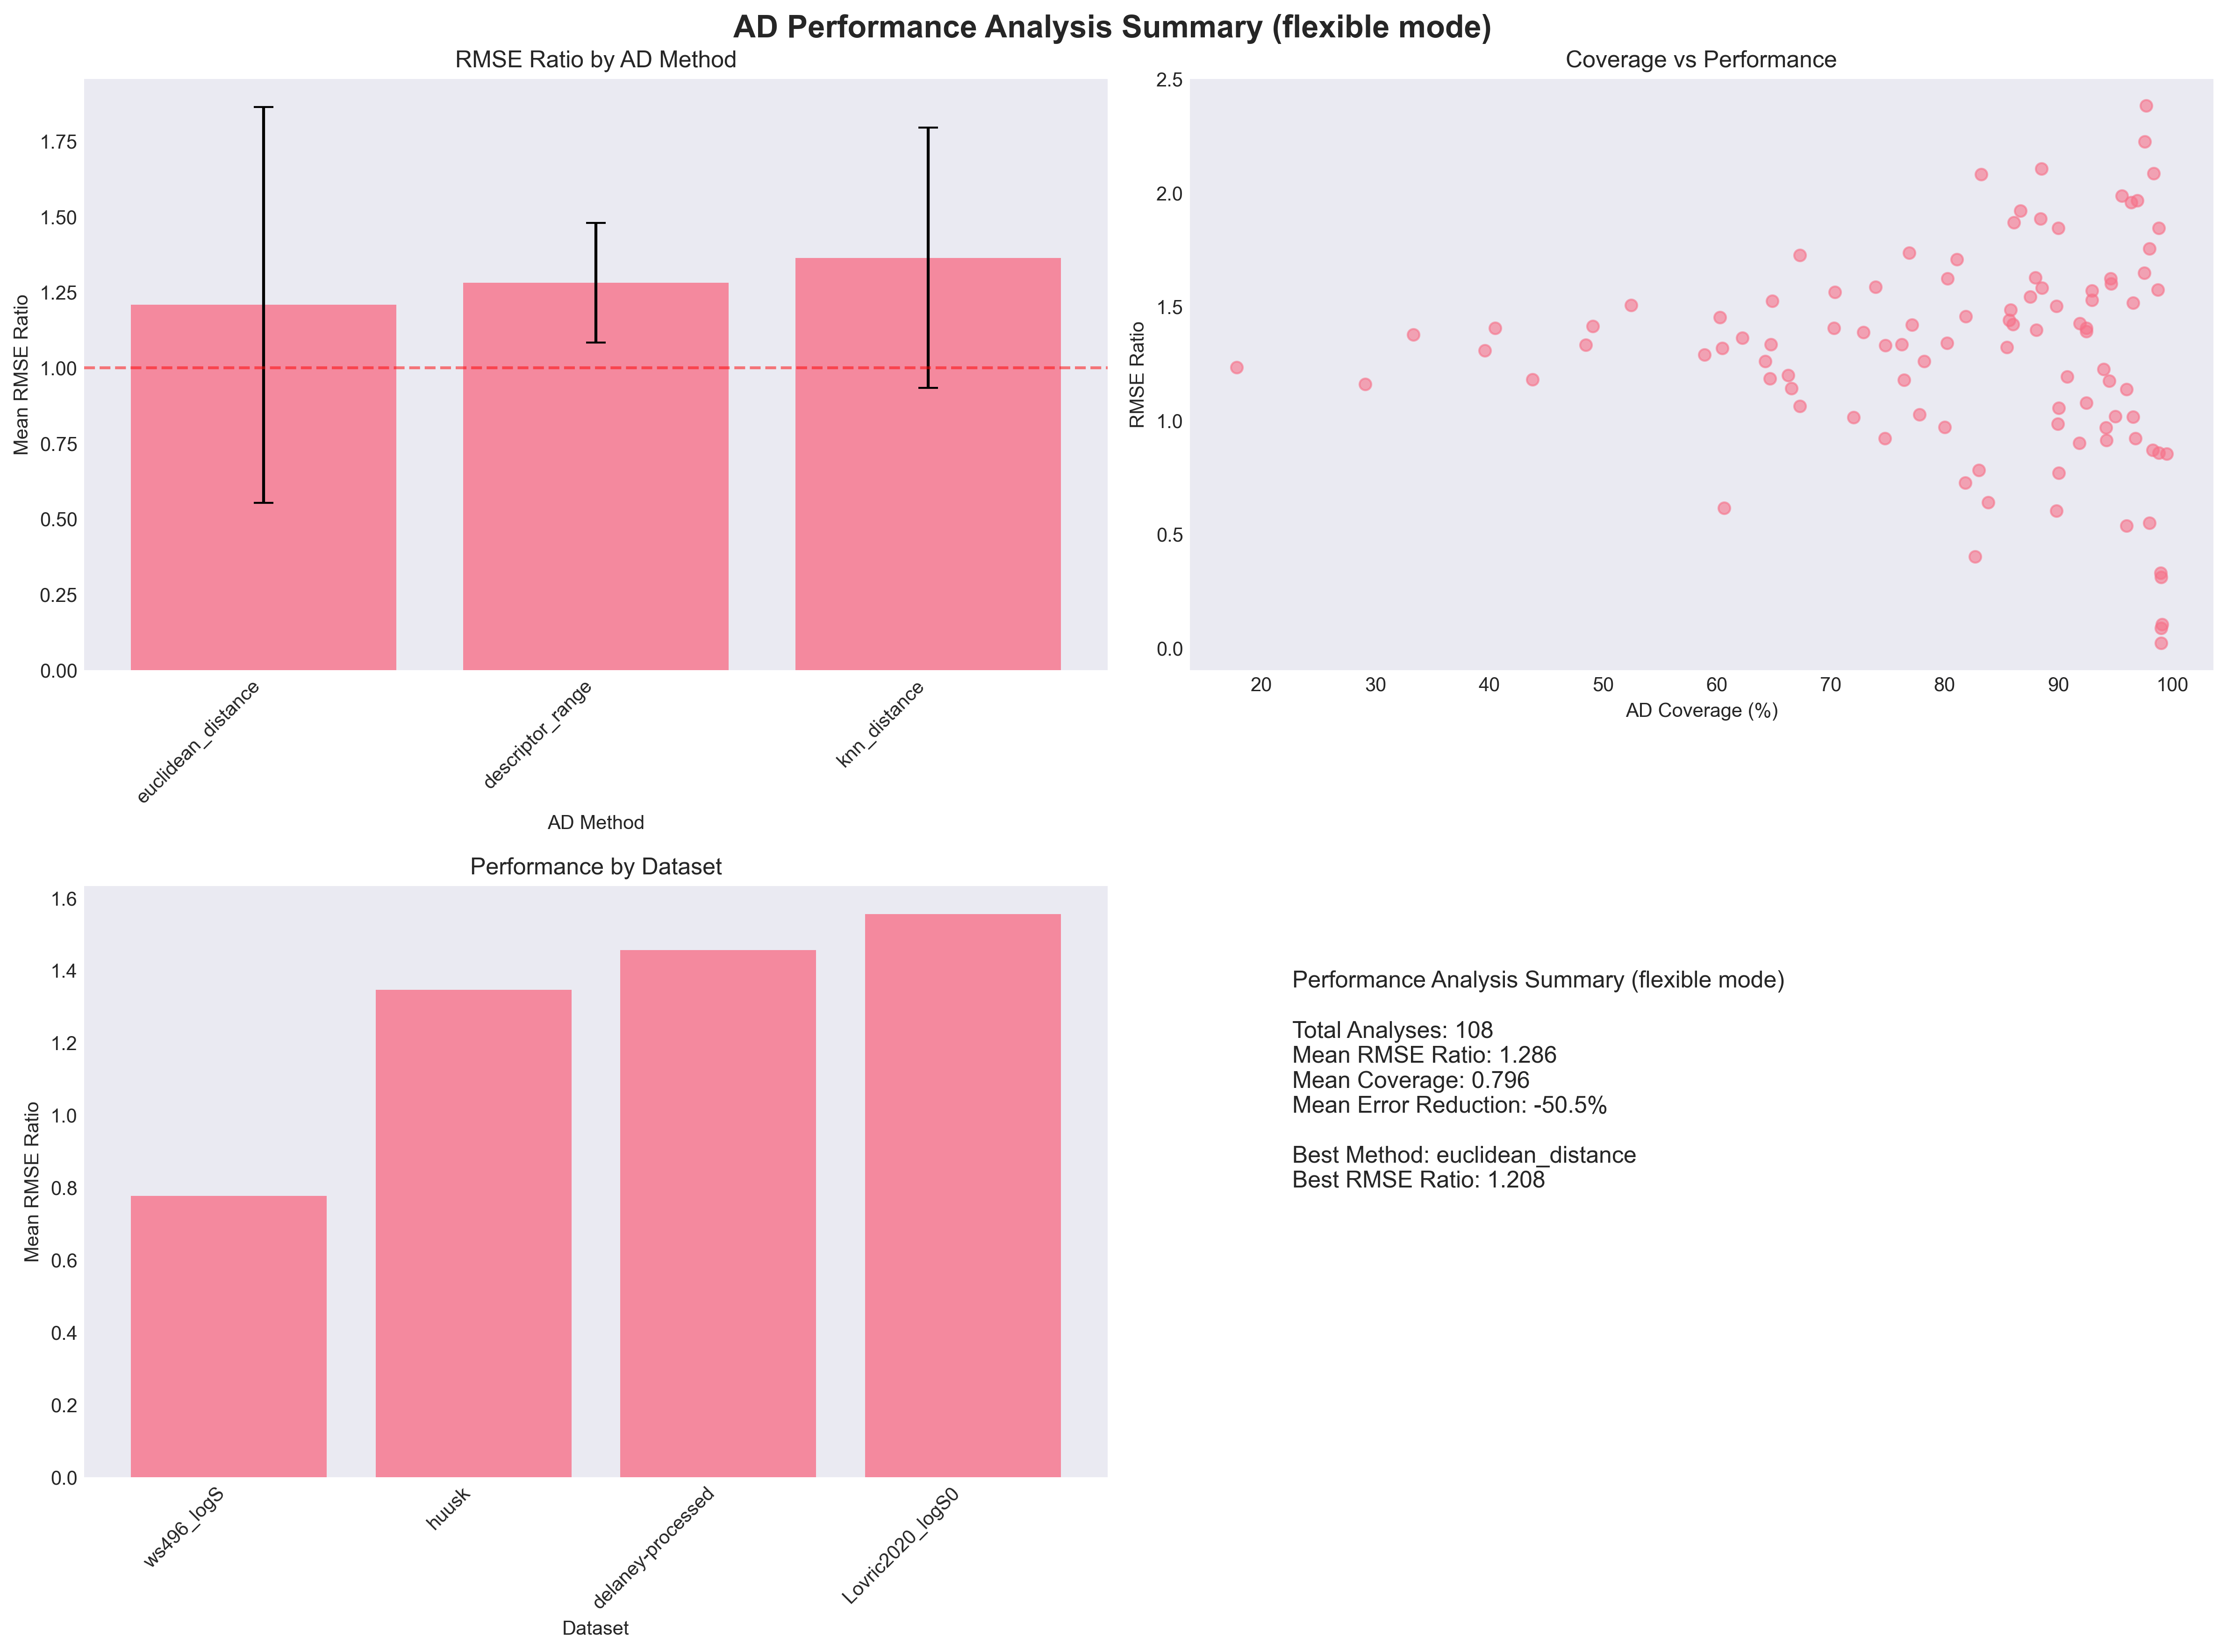 AD Performance Analysis Summary (flexible mode)
RMSE Ratio by AD Method
Mean RMSE Ratio
1.75
1.50
1.25
1.00
0.75
0.50
0.25
0.00
euclidean_distance
descriptor_range
knn_distance
AD Method
Coverage vs Performance
RMSE Ratio
2.5
2.0
1.5
1.0
0.5
0.0
20 30 40 50 60 70 80 90 100
AD Coverage (%)
Performance by Dataset
Mean RMSE Ratio
1.6
1.4
1.2
1.0
0.8
0.6
0.4
0.2
0.0
ws496_logS
huusk
delaney-processed
Lovric2020_logS0
Dataset
Performance Analysis Summary (flexible mode)
Total Analyses: 108
Mean RMSE Ratio: 1.286
Mean Coverage: 0.796
Mean Error Reduction: -50.5%
Best Method: euclidean_distance
Best RMSE Ratio: 1.208